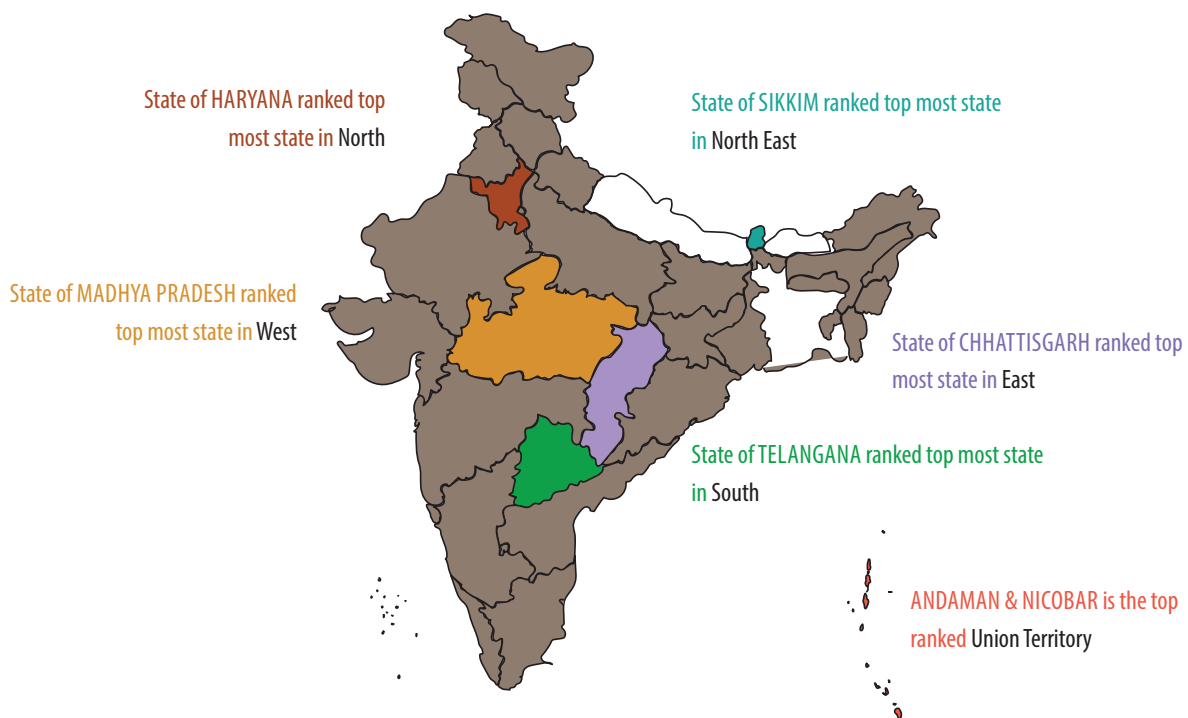 State of HARYANA ranked top
most state in North
State of SIKKIM ranked top most state
in North East
State of MADHYA PRADESH ranked
top most state in West
State of CHHATTISGARH ranked top
most state in East
State of TELANGANA ranked top most state
in South
ANDAMAN & NICOBAR is the top
ranked Union Territory